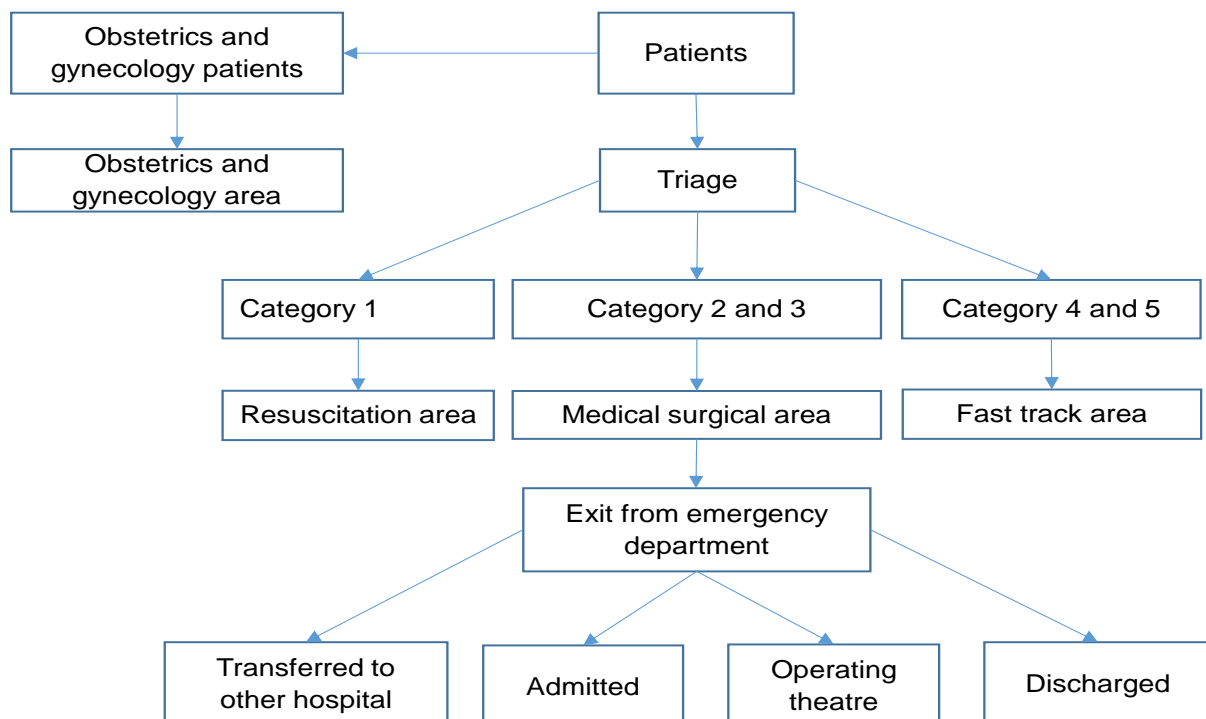 Obstetrics and
gynecology patients
Patients
Obstetrics and
gynecology area
Triage
Category 1
Category 2 and 3
Category 4 and 5
Resuscitation area
Medical surgical area
Fast track area
Exit from emergency
department
Transferred to
other hospital
Admitted
Operating
theatre
Discharged